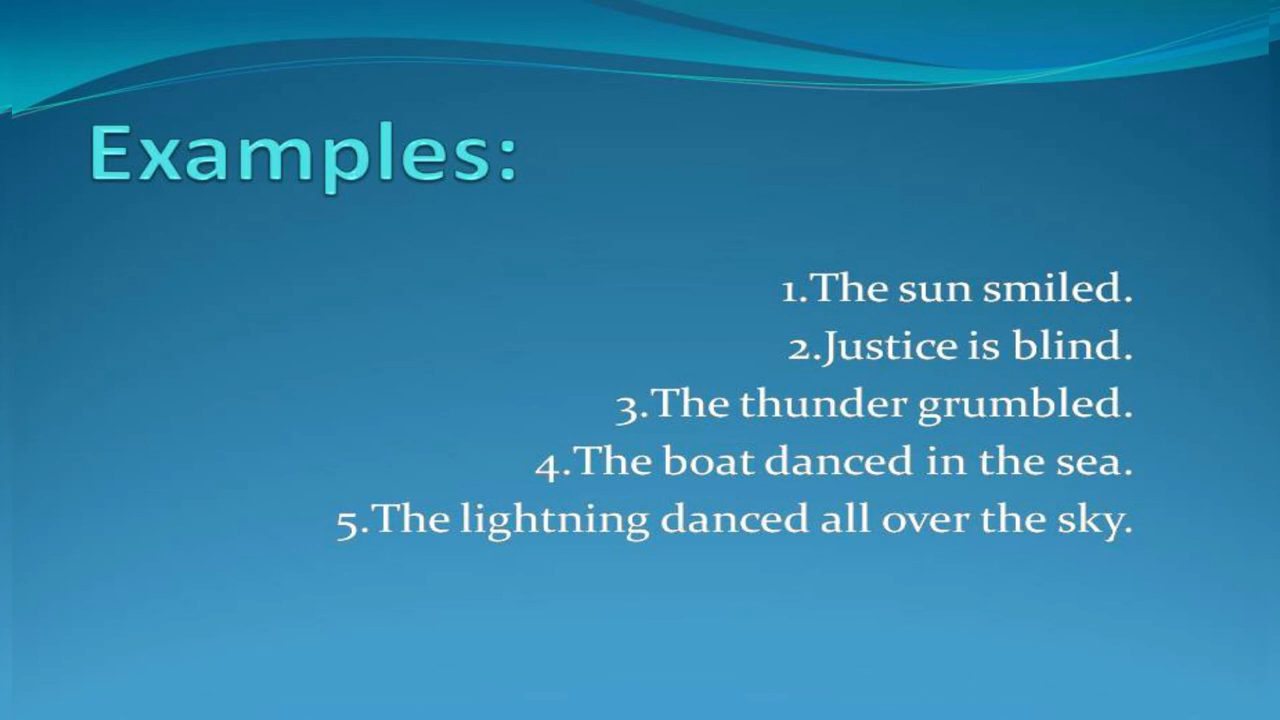 Examples:
1.The sun smiled.
2.Justice is blind.
3.The thunder grumbled.
4.The boat danced in the sea.
5.The lightning danced all over the sky.